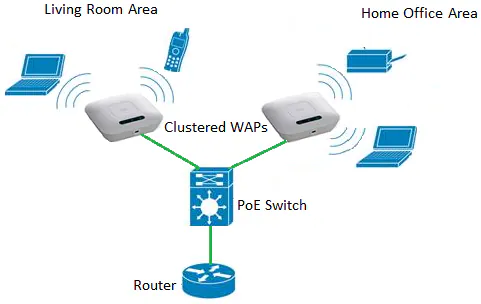 Living Room Area
Home Office Area
Clustered WAPs
PoE Switch
Router